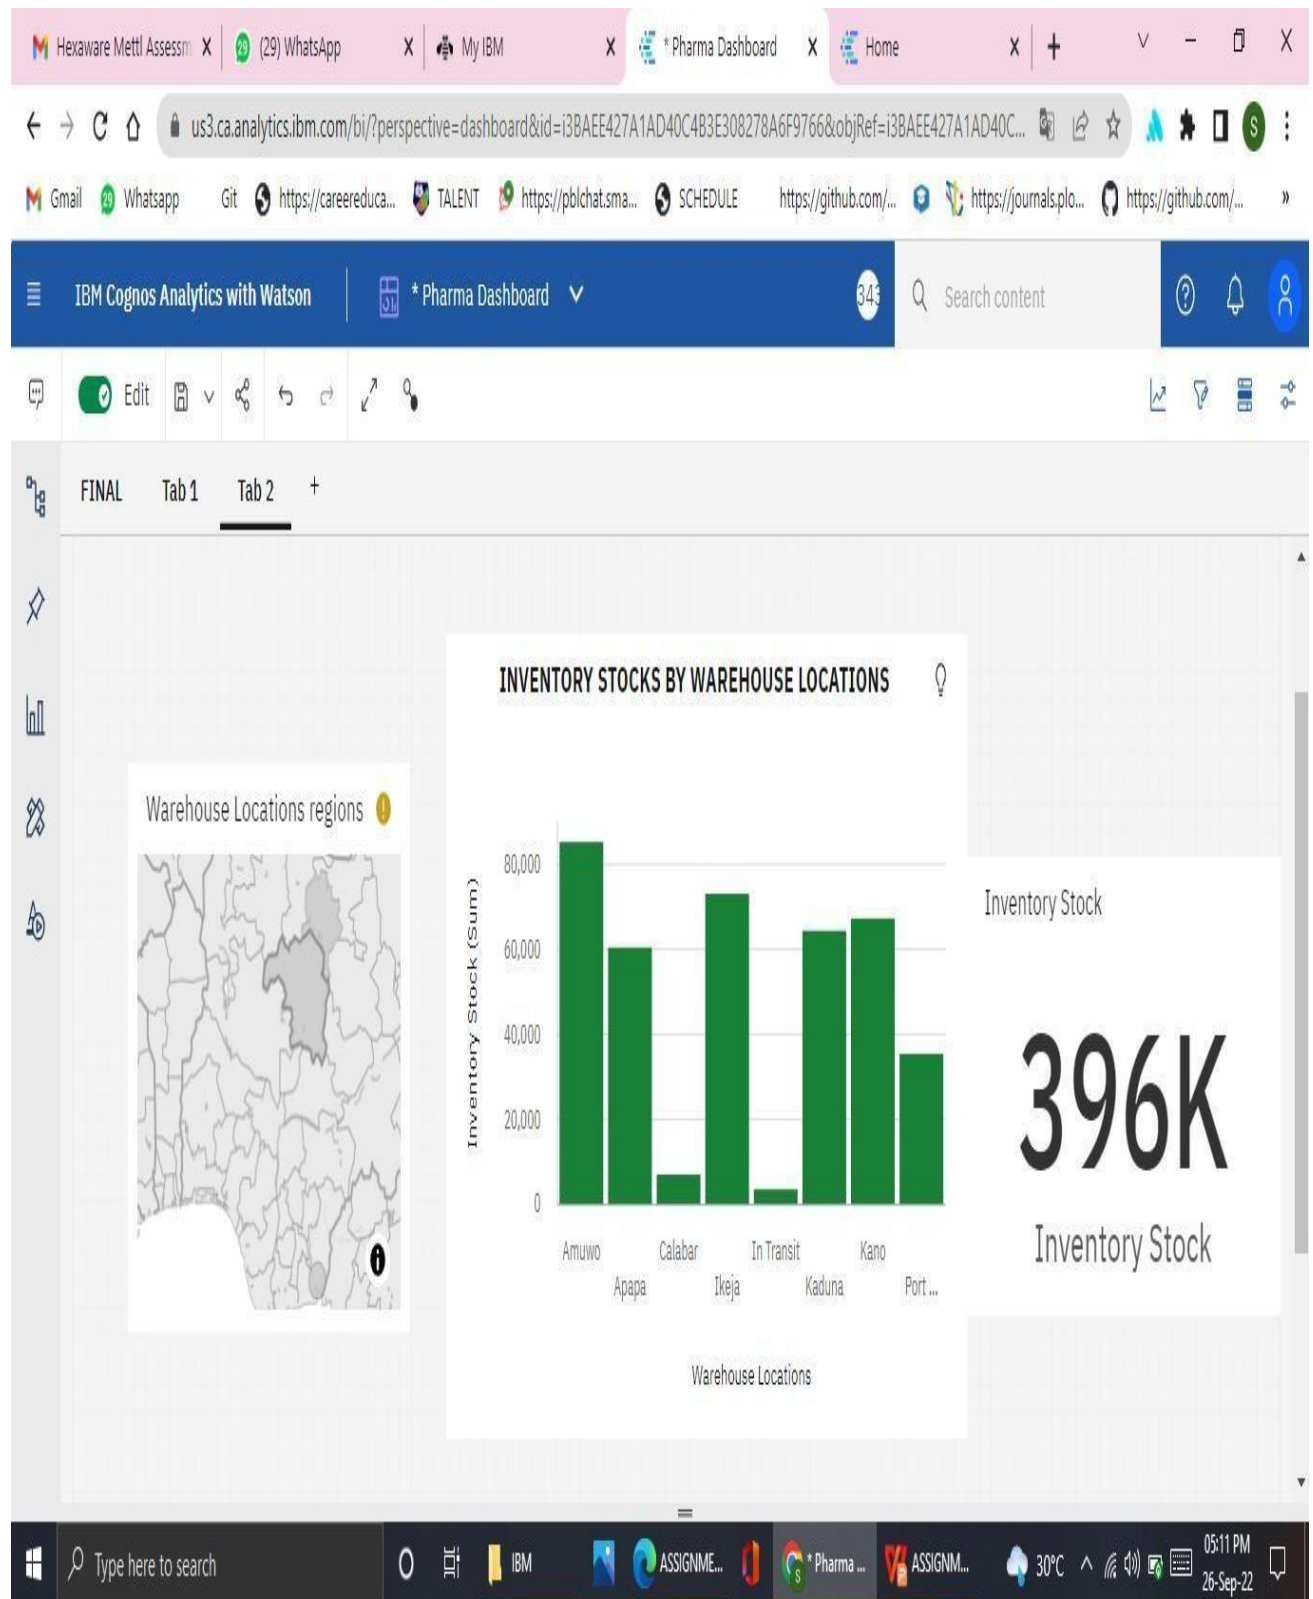 Hexaware Mettl Assessm
29 (29) WhatsApp
My IBM
* Pharma Dashboard
Home
us3.ca.analytics.ibm.com/bi/?perspective=dashboard&id=i3BAEE427A1AD40C4B3E308278A6F9766&objRef=i3BAEE427A1AD40C...
S
Gmail
29 Whatsapp
Git
https://careereduca...
TALENT
https://pblchat.sma...
SCHEDULE
https://github.com/...
https://journals.plo...
https://github.com/...
»
IBM Cognos Analytics with Watson
* Pharma Dashboard
343
Search content
Edit
FINAL
Tab 1
Tab 2
+
Warehouse Locations regions
INVENTORY STOCKS BY WAREHOUSE LOCATIONS
Inventory Stock (Sum)
80,000
60,000
40,000
20,000
0
Amuwo
Apapa
Calabar
Ikeja
In Transit
Kaduna
Kano
Port ...
Warehouse Locations
Inventory Stock
396K
Inventory Stock
Type here to search
IBM
ASSIGNME...
* Pharma ...
ASSIGNM...
30°C
05:11 PM
26-Sep-22